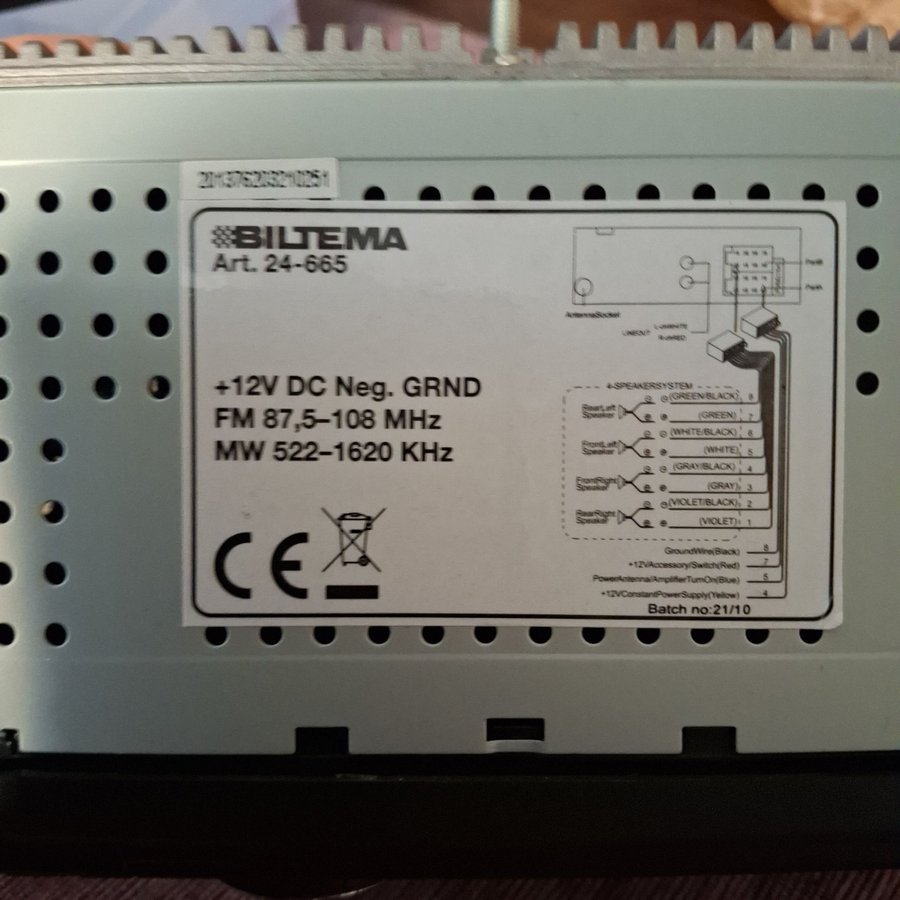 BILTEMA
Art. 24-665
+12V DC Neg. GRND
FM 87,5–108 MHz
MW 522–1620 KHz
CE
AntennaSocket
LINEOUT
4-SPEAKERSYSTEM
RearLeft Speaker
(GREEN/BLACK) 8
(GREEN) 7
FrontLeft Speaker
(WHITE/BLACK) 6
(WHITE) 5
FrontRight Speaker
(GRAY/BLACK) 4
(GRAY) 3
RearRight Speaker
(VIOLET/BLACK) 2
(VIOLET) 1
GroundWire(Black) 8
+12VAccessory/Switch(Red) 7
PowerAntenna/AmplifierTurnOn(Blue) 5
+12VConstantPowerSupply(Yellow) 4
Batch no:21/10